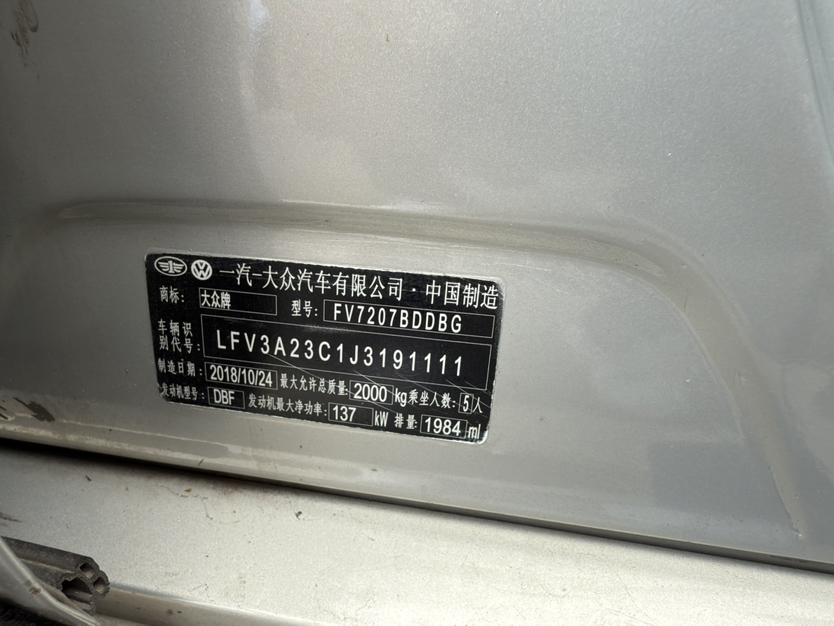 一汽-大众汽车有限公司·中国制造
商标: 大众牌 型号: FV7207BDDBG
车辆识别代号: LFV3A23C1J3191111
制造日期: 2018/10/24 最大允许总质量: 2000 kg 乘坐人数: 5 人
发动机型号: DBF 发动机最大净功率: 137 kW 排量: 1984 ml